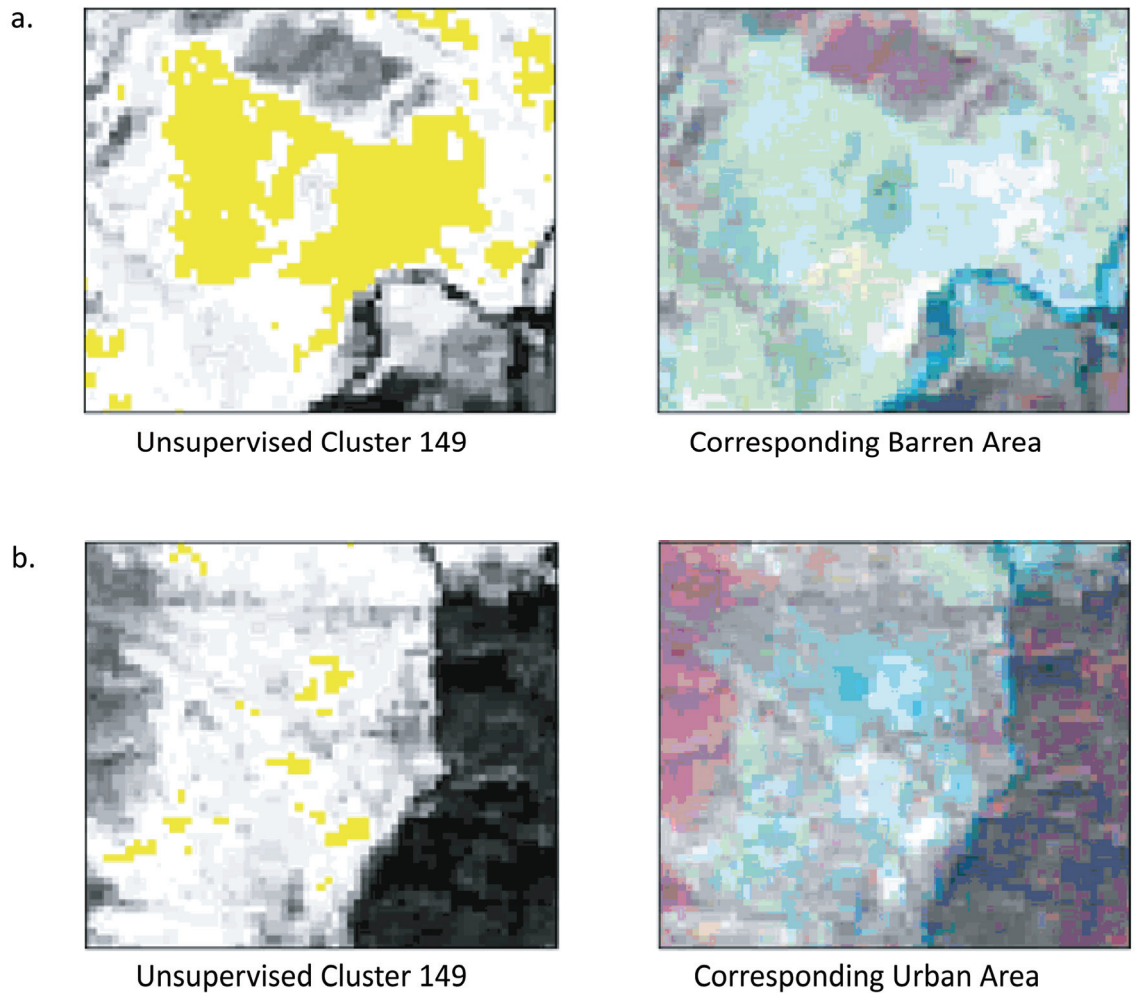 a.
Unsupervised Cluster 149
Corresponding Barren Area
b.
Unsupervised Cluster 149
Corresponding Urban Area